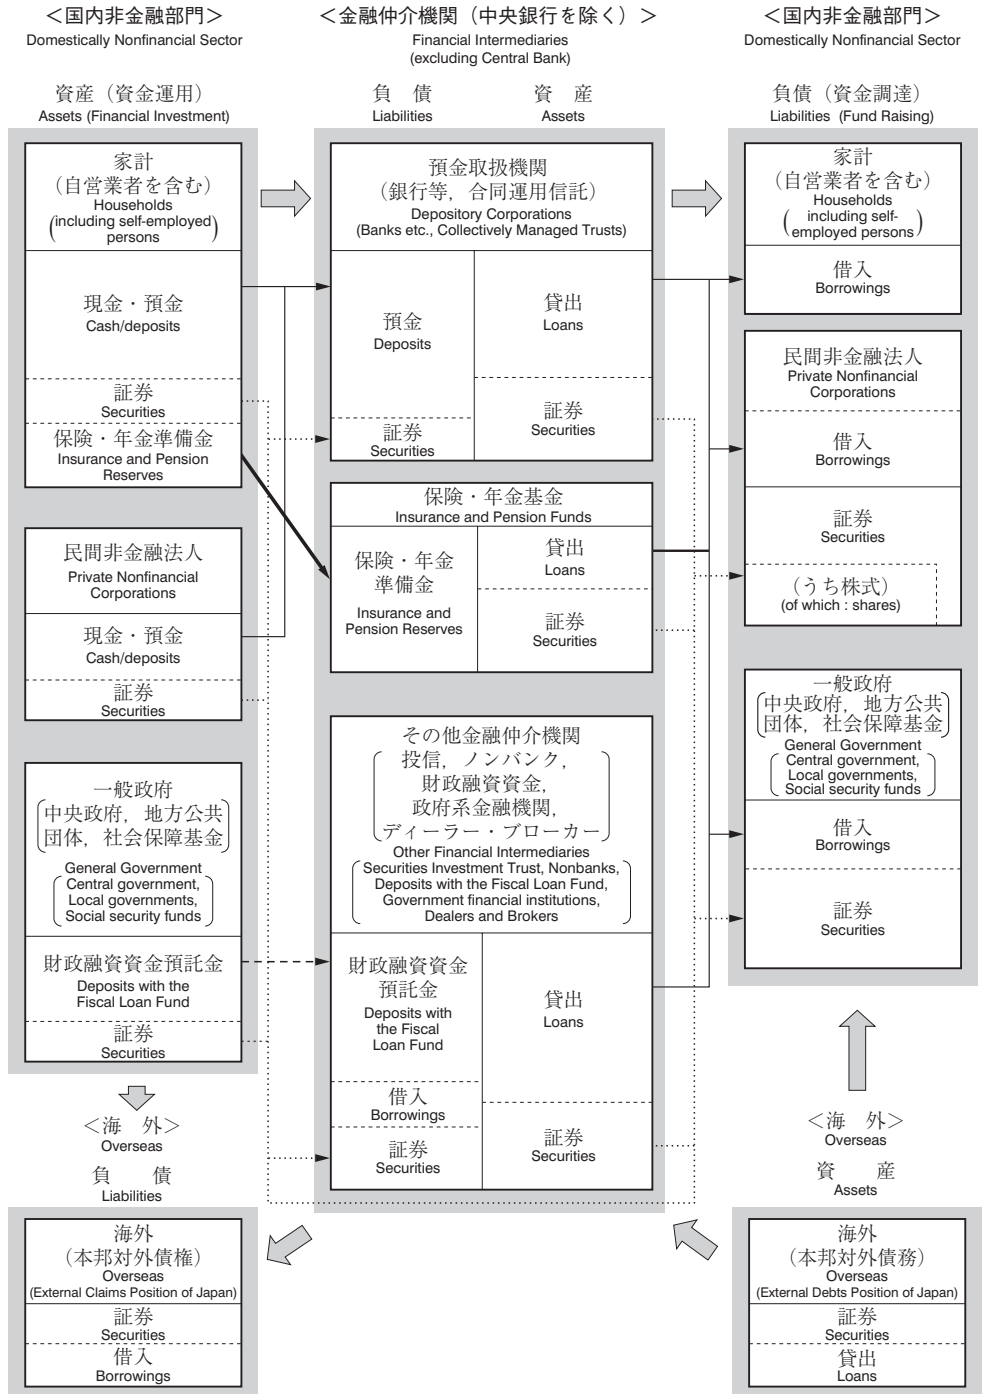 ＜国内非金融部門＞
Domestically Nonfinancial Sector
資産（資金運用）
Assets (Financial Investment)
家計
（自営業者を含む）
Households
(including self-employed
persons)
現金・預金
Cash/deposits
証券
Securities
保険・年金準備金
Insurance and Pension
Reserves
民間非金融法人
Private Nonfinancial
Corporations
現金・預金
Cash/deposits
証券
Securities
一般政府
〔中央政府，地方公共
団体，社会保障基金〕
General Government
(Central government,
Local governments,
Social security funds)
財政融資資金預託金
Deposits with the
Fiscal Loan Fund
証券
Securities
＜海　外＞
Overseas
負　債
Liabilities
海外
（本邦対外債権）
Overseas
(External Claims Position of Japan)
証券
Securities
借入
Borrowings
＜金融仲介機関（中央銀行を除く）＞
Financial Intermediaries
(excluding Central Bank)
負　債
Liabilities
資　産
Assets
預金取扱機関
（銀行等，合同運用信託）
Depository Corporations
(Banks etc., Collectively Managed Trusts)
預金
Deposits
証券
Securities
貸出
Loans
証券
Securities
保険・年金基金
Insurance and Pension Funds
保険・年金
準備金
Insurance and
Pension Reserves
貸出
Loans
証券
Securities
その他金融仲介機関
（投信，ノンバンク，
財政融資資金，
政府系金融機関，
ディーラー・ブローカー）
Other Financial Intermediaries
(Securities Investment Trust, Nonbanks,
Deposits with the Fiscal Loan Fund,
Government financial institutions,
Dealers and Brokers)
財政融資資金
預託金
Deposits with
the Fiscal
Loan Fund
借入
Borrowings
証券
Securities
貸出
Loans
証券
Securities
＜国内非金融部門＞
Domestically Nonfinancial Sector
負債（資金調達）
Liabilities (Fund Raising)
家計
（自営業者を含む）
Households
(including self-
employed persons)
借入
Borrowings
民間非金融法人
Private Nonfinancial
Corporations
借入
Borrowings
証券
Securities
（うち株式）
(of which : shares)
一般政府
〔中央政府，地方公共
団体，社会保障基金〕
General Government
(Central government,
Local governments,
Social security funds)
借入
Borrowings
証券
Securities
＜海　外＞
Overseas
資　産
Assets
海外
（本邦対外債務）
Overseas
(External Debts Position of Japan)
証券
Securities
貸出
Loans